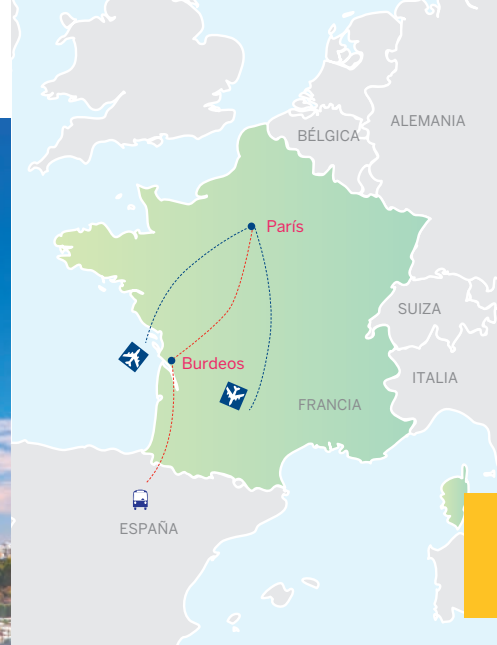 ALEMANIA
BÉLGICA
París
SUIZA
Burdeos
ITALIA
FRANCIA
ESPAÑA